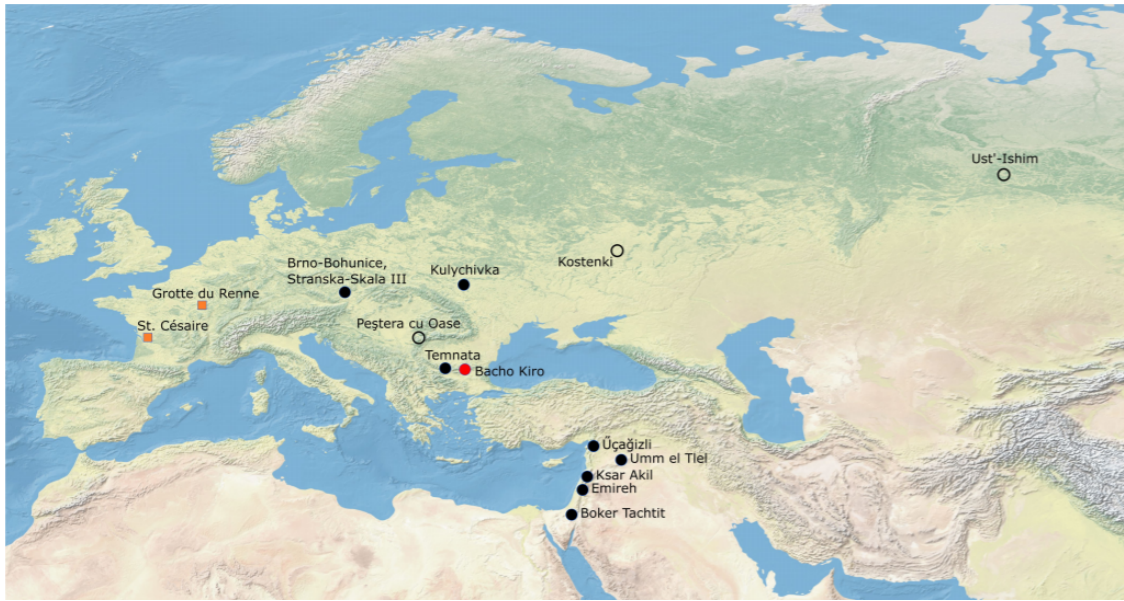 Ust'-Ishim
Kostenki
Brno-Bohunice,
Stranska-Skala III
Kulychivka
Grotte du Renne
St. Césaire
Peştera cu Oase
Temnata
Bacho Kiro
Űçağizli
Umm el Tlel
Ksar Akil
Emireh
Boker Tachtit